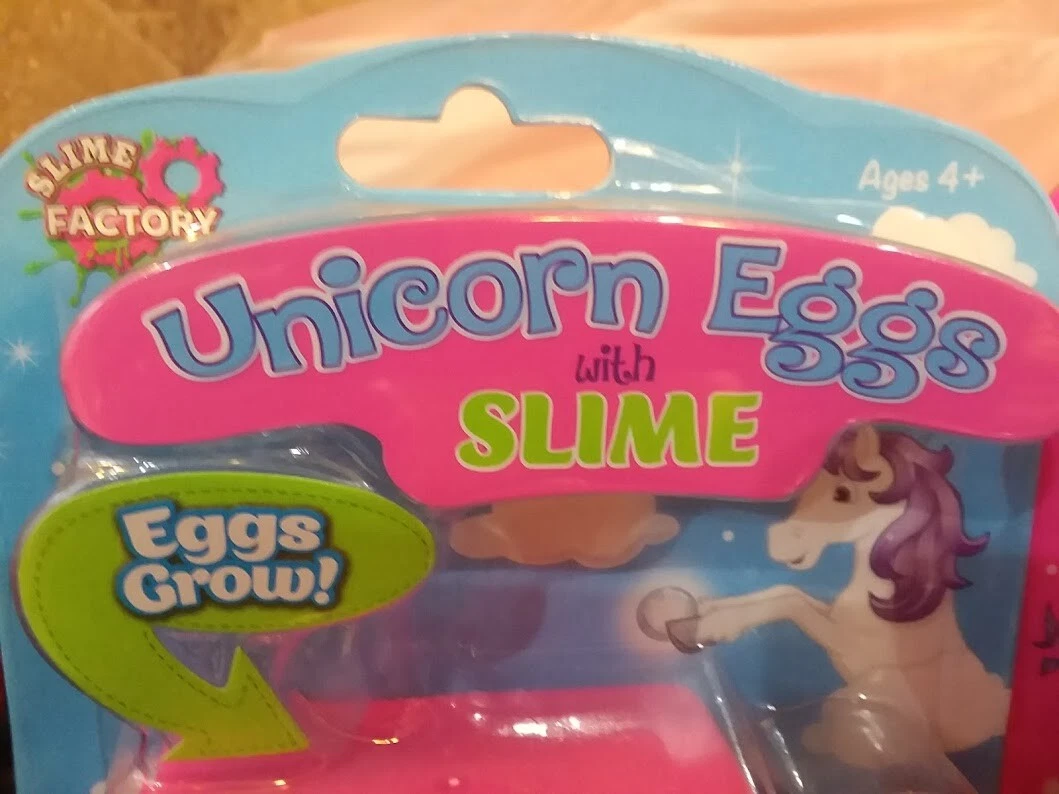 SLIME
FACTORY
Ages 4+
Unicorn Eggs
with
SLIME
Eggs
Grow!